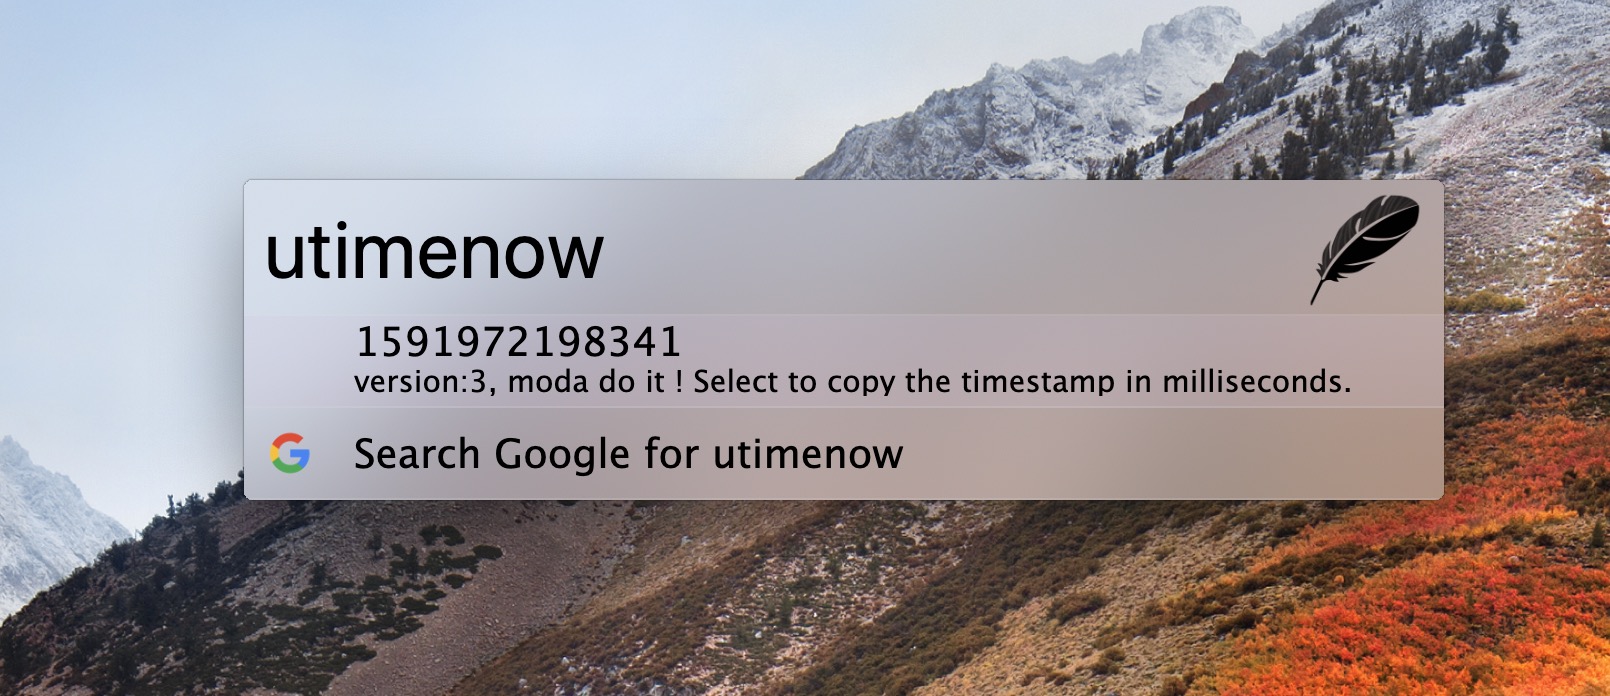 utimenow
1591972198341
version:3, moda do it ! Select to copy the timestamp in milliseconds.
Search Google for utimenow